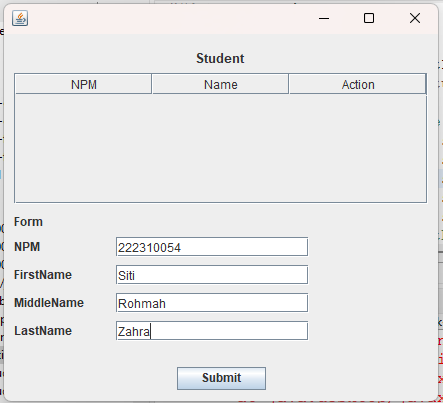 Student
NPM Name Action
Form
NPM 222310054
FirstName Siti
MiddleName Rohmah
LastName Zahra
Submit